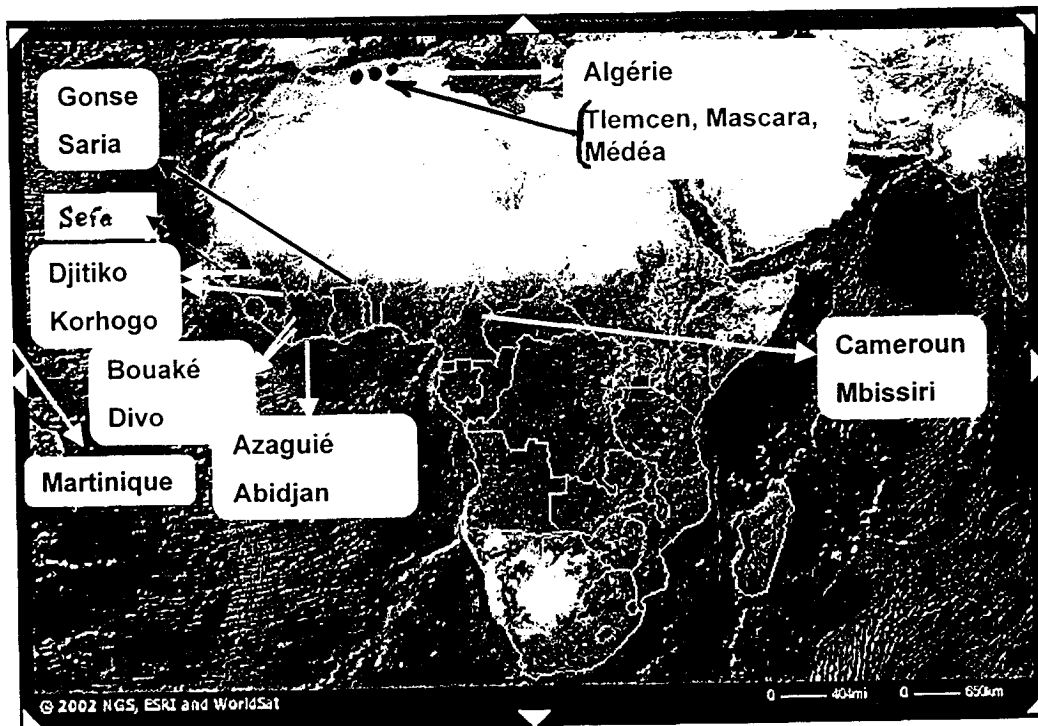 Gonse
Saria
Sefa
Djitiko
Korhogo
Bouaké
Divo
Martinique
Azaguié
Abidjan
Algérie
Tlemcen, Mascara,
Médéa
Cameroun
Mbissiri
© 2002 NGS, ESRI and WorldSat
0 404mi 0 650km